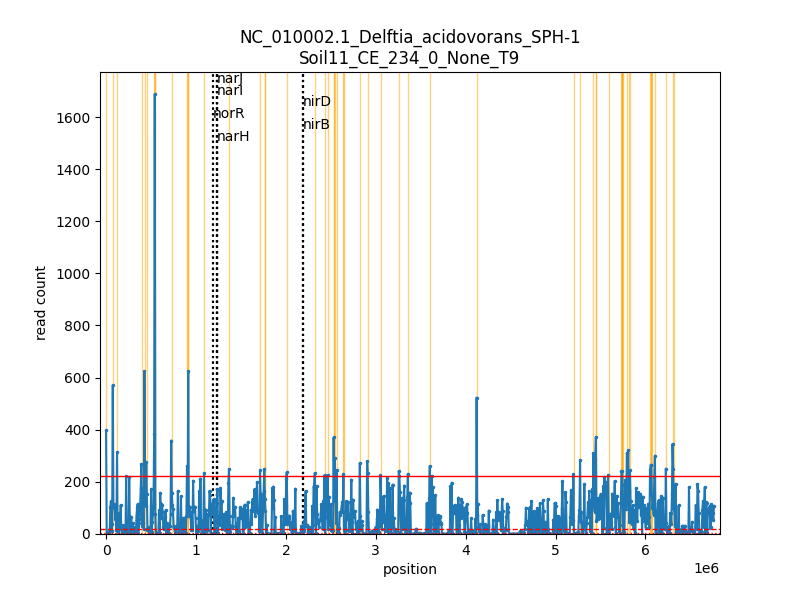 NC_010002.1_Delftia_acidovorans_SPH-1
Soil11_CE_234_0_None_T9
narJ
narI
norR
narH
nirD
nirB
read count
1600
1400
1200
1000
800
600
400
200
0
0 1 2 3 4 5 6
1e6
position